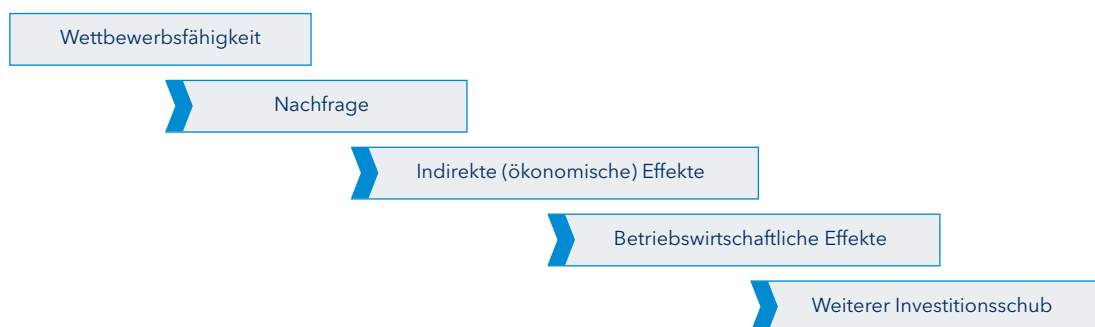 Wettbewerbsfähigkeit
Nachfrage
Indirekte (ökonomische) Effekte
Betriebswirtschaftliche Effekte
Weiterer Investitionsschub